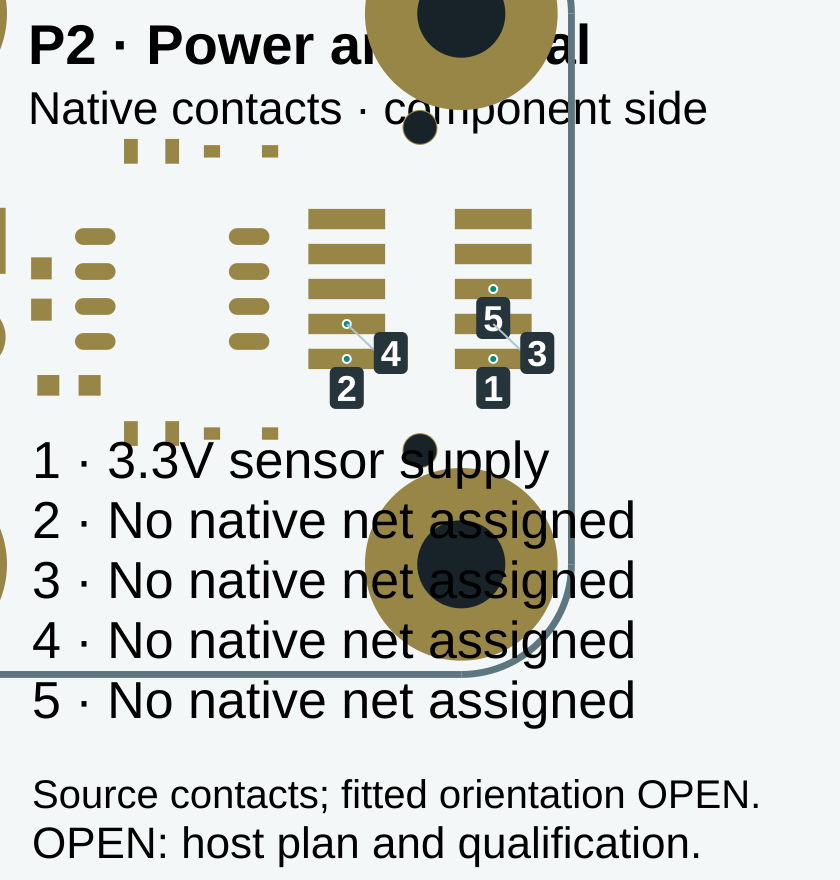 P2 · Power al
Native contacts · component side
5
4
3
2
1
1 · 3.3V sensor supply
2 · No native net assigned
3 · No native net assigned
4 · No native net assigned
5 · No native net assigned
Source contacts; fitted orientation OPEN.
OPEN: host plan and qualification.